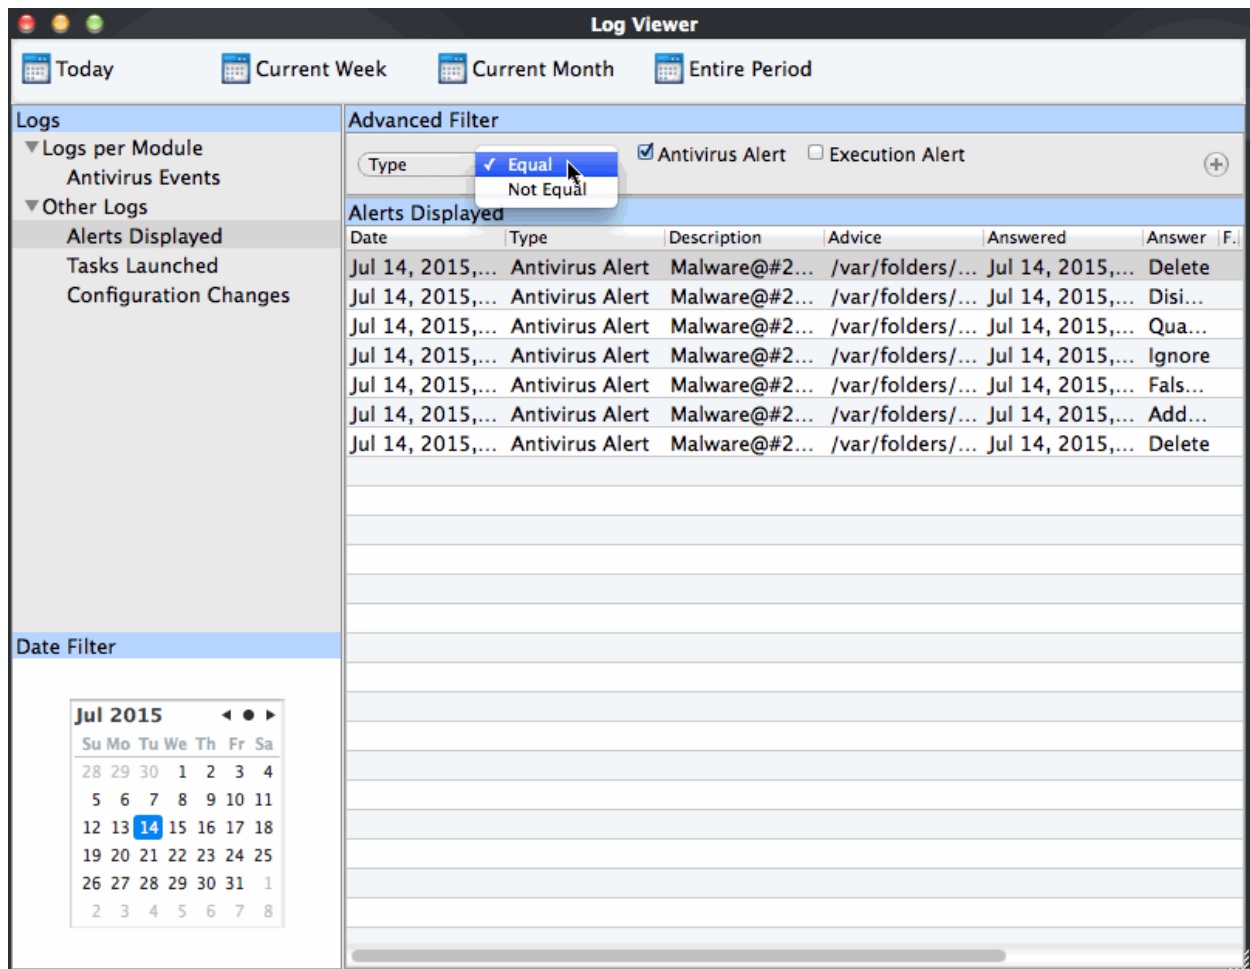 Log Viewer
Today Current Week Current Month Entire Period
Logs
Logs per Module
Antivirus Events
Other Logs
Alerts Displayed
Tasks Launched
Configuration Changes
Advanced Filter
Type ✓ Equal Antivirus Alert Execution Alert
Not Equal
Alerts Displayed
Date Type Description Advice Answered Answer F.
Jul 14, 2015,... Antivirus Alert Malware@#2... /var/folders/... Jul 14, 2015,... Delete
Jul 14, 2015,... Antivirus Alert Malware@#2... /var/folders/... Jul 14, 2015,... Disi...
Jul 14, 2015,... Antivirus Alert Malware@#2... /var/folders/... Jul 14, 2015,... Qua...
Jul 14, 2015,... Antivirus Alert Malware@#2... /var/folders/... Jul 14, 2015,... Ignore
Jul 14, 2015,... Antivirus Alert Malware@#2... /var/folders/... Jul 14, 2015,... Fals...
Jul 14, 2015,... Antivirus Alert Malware@#2... /var/folders/... Jul 14, 2015,... Add...
Jul 14, 2015,... Antivirus Alert Malware@#2... /var/folders/... Jul 14, 2015,... Delete
Date Filter
Jul 2015
Su Mo Tu We Th Fr Sa
28 29 30 1 2 3 4
5 6 7 8 9 10 11
12 13 14 15 16 17 18
19 20 21 22 23 24 25
26 27 28 29 30 31 1
2 3 4 5 6 7 8